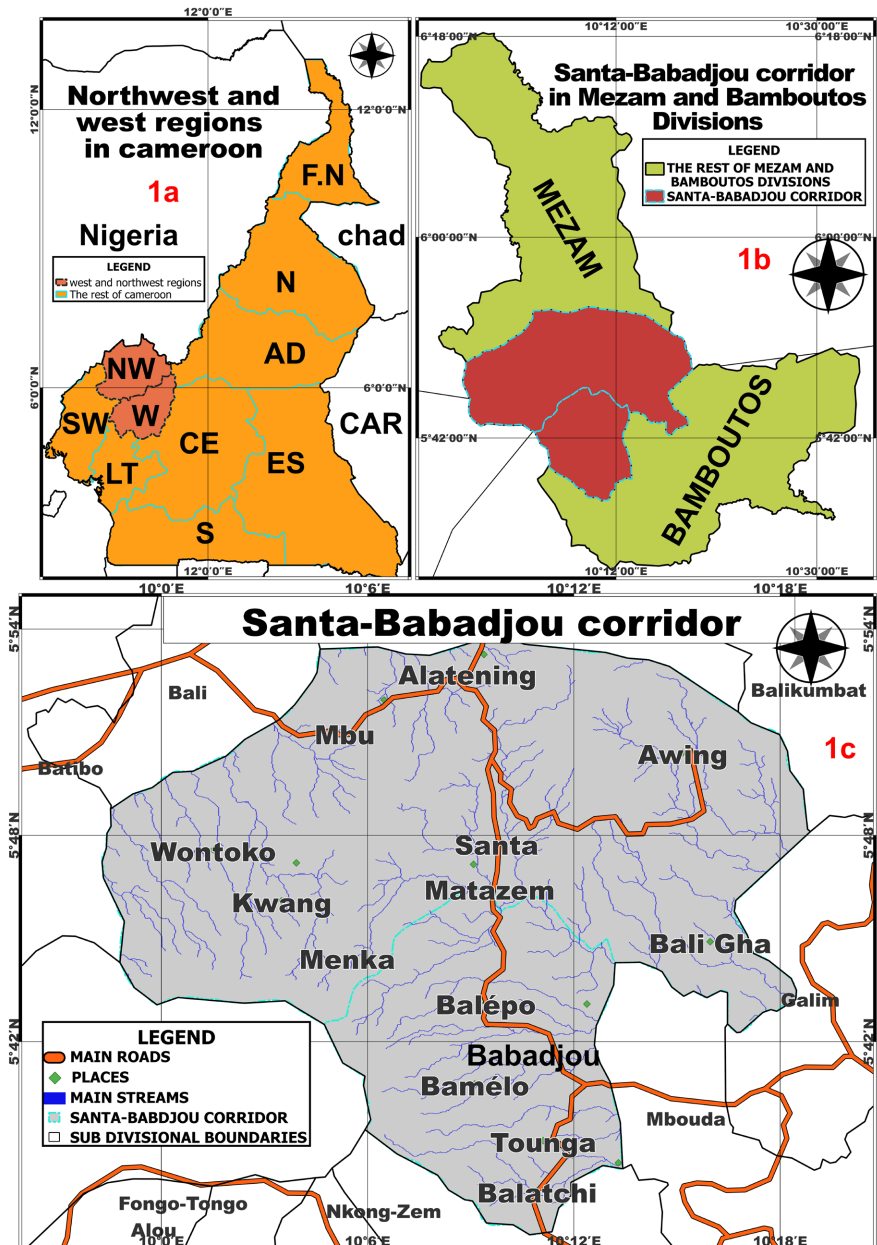 12°0'0"E
Northwest and
west regions
in cameroon
1a
12°0'0"N
12°0'0"N
F.N
Nigeria
chad
LEGEND
west and northwest regions
The rest of cameroon
N
AD
NW
6°0'0"N
6°0'0"N
W
SW
CE
CAR
LT
ES
S
12°0'0"E
10°12'00"E
10°30'00"E
6°18'00"N
6°18'00"N
Santa-Babadjou corridor
in Mezam and Bamboutos
Divisions
LEGEND
THE REST OF MEZAM AND
BAMBOUTOS DIVISIONS
SANTA-BABADJOU CORRIDOR
MEZAM
6°00'00"N
6°00'00"N
1b
5°42'00"N
5°42'00"N
BAMBOUTOS
10°12'00"E
10°30'00"E
10°0'E
10°6'E
10°12'E
10°18'E
Santa-Babadjou corridor
5°54'N
5°54'N
Alatening
Bali
Balikumbat
Mbu
1c
Awing
Batibo
5°48'N
5°48'N
Santa
Wontoko
Matazem
Kwang
Bali Gha
Menka
Galim
Balépo
5°42'N
5°42'N
LEGEND
MAIN ROADS
PLACES
MAIN STREAMS
SANTA-BABDJOU CORRIDOR
SUB DIVISIONAL BOUNDARIES
Babadjou
Bamélo
Mbouda
Tounga
Balatchi
Fongo-Tongo
Nkong-Zem
Alou
10°0'E
10°6'E
10°12'E
10°18'E